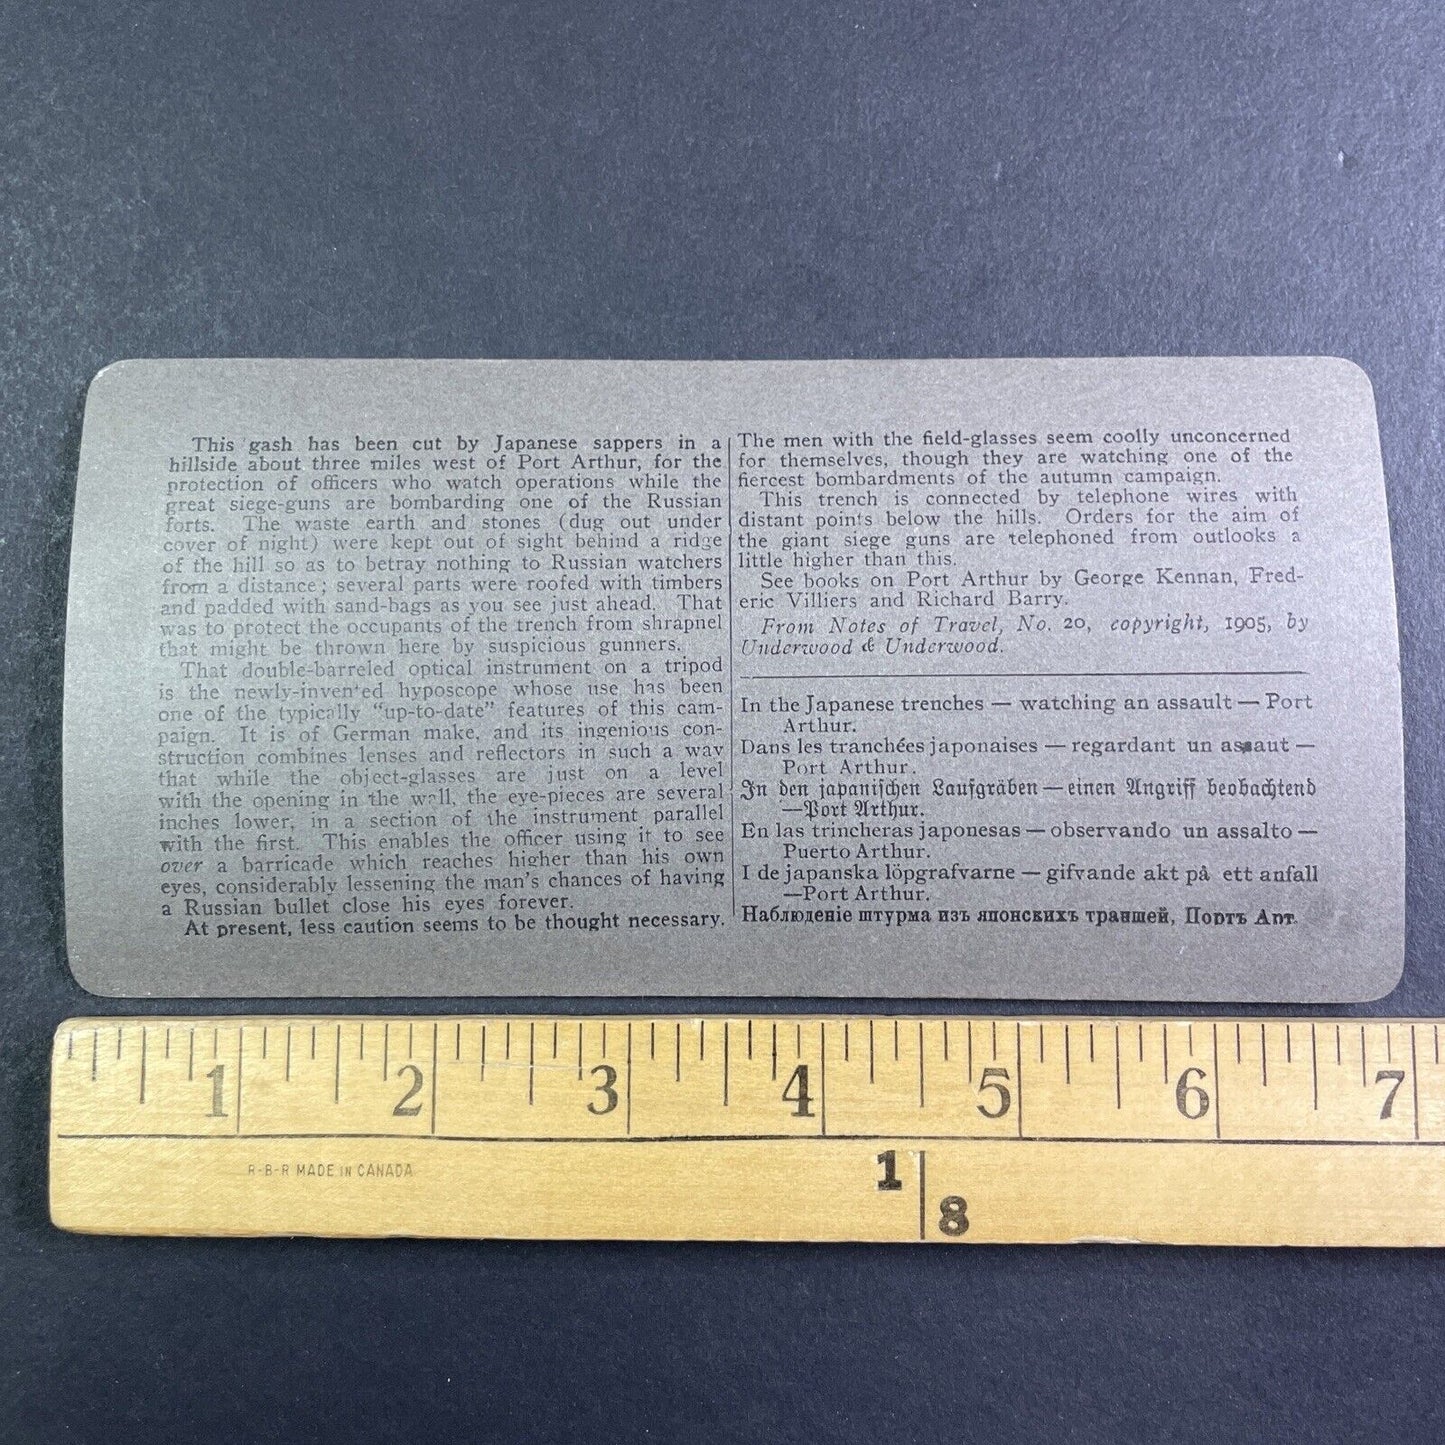 This gash has been cut by Japanese sappers in a
hillside about three miles west of Port Arthur, for the
protection of officers who watch operations while the
great siege-guns are bombarding one of the Russian
forts. The waste earth and stones (dug out under
cover of night) were kept out of sight behind a ridge
of the hill so as to betray nothing to Russian watchers
from a distance; several parts were roofed with timbers
and padded with sand-bags as you see just ahead. That
was to protect the occupants of the trench from shrapnel
that might be thrown here by suspicious gunners.
That double-barreled optical instrument on a tripod
is the newly-invented hyposcope whose use has been
one of the typically "up-to-date" features of this cam-
paign. It is of German make, and its ingenious con-
struction combines lenses and reflectors in such a way
that while the object-glasses are just on a level
with the opening in the wall, the eye-pieces are several
inches lower, in a section of the instrument parallel
with the first. This enables the officer using it to see
over a barricade which reaches higher than his own
eyes, considerably lessening the man's chances of having
a Russian bullet close his eyes forever.
At present, less caution seems to be thought necessary.
The men with the field-glasses seem coolly unconcerned
for themselves, though they are watching one of the
fiercest bombardments of the autumn campaign.
This trench is connected by telephone wires with
distant points below the hills. Orders for the aim of
the giant siege guns are telephoned from outlooks a
little higher than this.
See books on Port Arthur by George Kennan, Fred-
eric Villiers and Richard Barry.
From Notes of Travel, No. 20, copyright, 1905, by
Underwood & Underwood.
In the Japanese trenches — watching an assault — Port
Arthur.
Dans les tranchées japonaises — regardant un assaut —
Port Arthur.
In den japanischen Laufgräben — einen Angriff beobachtend
—Port Arthur.
En las trincheras japonesas — observando un assalto —
Puerto Arthur.
I de japanska löpgrafvarne — gifvande akt på ett anfall
—Port Arthur.
Наблюденіе штурма изъ японскихъ траншей, Портъ Арт.
1 2 3 4 5 6 7
R-B-R MADE IN CANADA
1
8